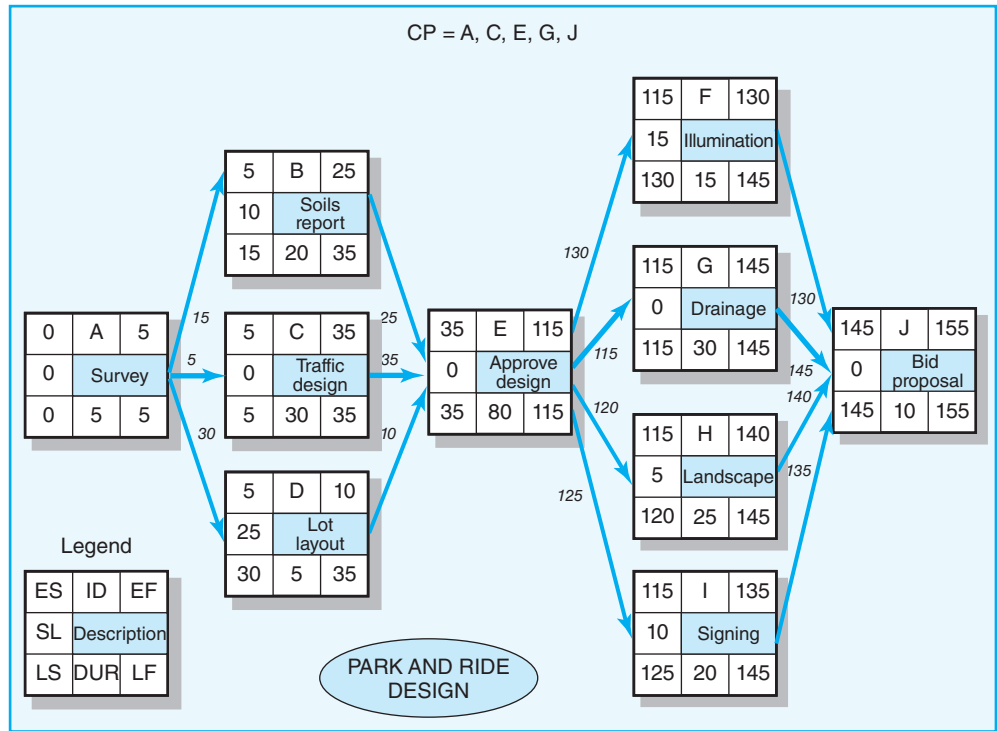 CP = A, C, E, G, J
115 F 130
15 Illumination
130 15 145
5 B 25
10 Soils
report
15 20 35
130
115 G 145
0 Drainage
115 30 145
15
5
30
0 A 5
0 Survey
0 5 5
5 C 35
0 Traffic
design
5 30 35
25
35
10
35 E 115
0 Approve
design
35 80 115
115
120
125
130
145
140
135
145 J 155
0 Bid
proposal
145 10 155
115 H 140
5 Landscape
120 25 145
5 D 10
25 Lot
layout
30 5 35
115 I 135
10 Signing
125 20 145
Legend
ES ID EF
SL Description
LS DUR LF
PARK AND RIDE
DESIGN